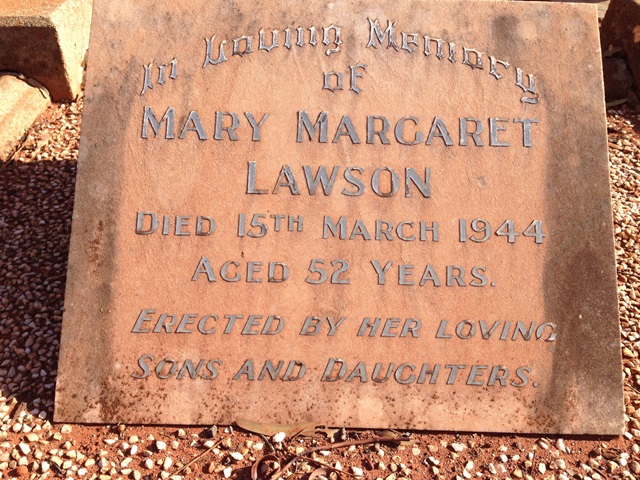 In Loving Memory
of
MARY MARGARET
LAWSON
DIED 15TH MARCH 1944
AGED 52 YEARS.
ERECTED BY HER LOVING
SONS AND DAUGHTERS.